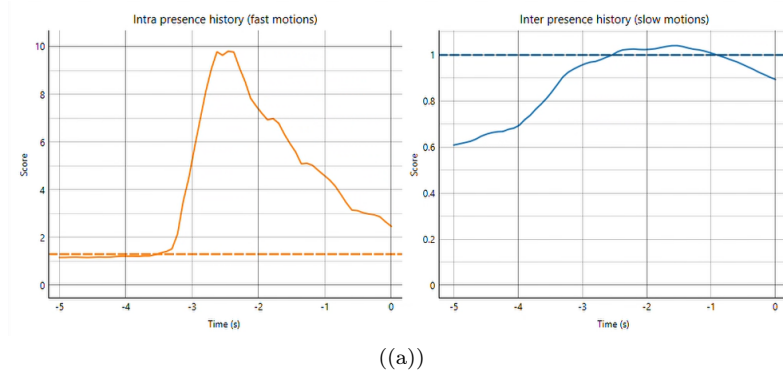 Intra presence history (fast motions)
10
8
6
4
2
0
Score
-5 -4 -3 -2 -1 0
Time (s)
Inter presence history (slow motions)
1
0.8
0.6
0.4
0.2
0
Score
-5 -4 -3 -2 -1 0
Time (s)
((a))